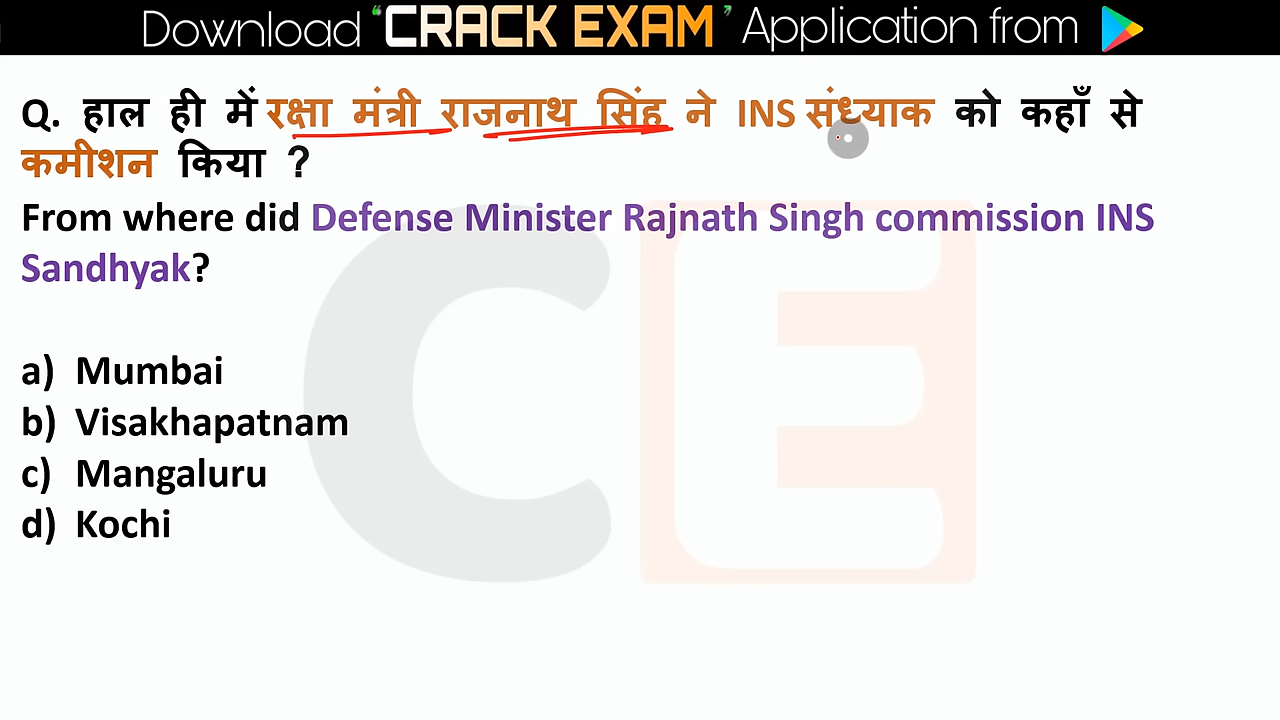 Download “CRACK EXAM” Application from
Q. हाल ही में रक्षा मंत्री राजनाथ सिंह ने INS संध्याक को कहाँ से
कमीशन किया ?
From where did Defense Minister Rajnath Singh commission INS
Sandhyak?
a) Mumbai
b) Visakhapatnam
c) Mangaluru
d) Kochi
CE